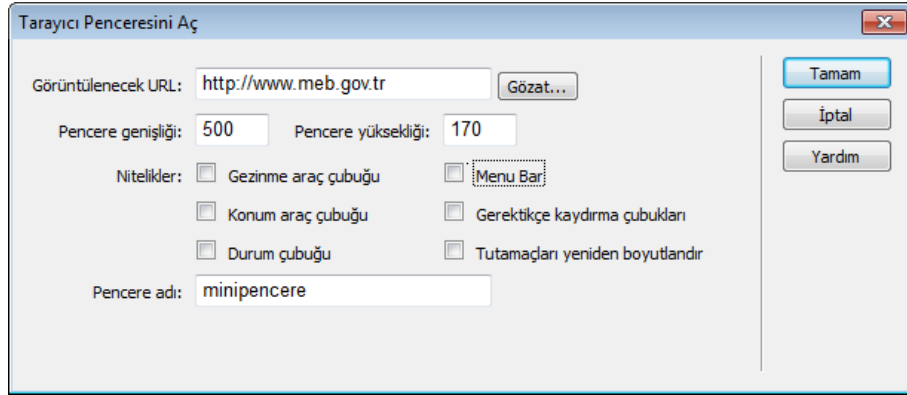 Tarayıcı Penceresini Aç
Görüntülenecek URL: http://www.meb.gov.tr Gözat...
Pencere genişliği: 500 Pencere yüksekliği: 170
Nitelikler: Gezinme araç çubuğu Menu Bar
Konum araç çubuğu Gerektikçe kaydırma çubukları
Durum çubuğu Tutamaçları yeniden boyutlandır
Pencere adı: minipencere
Tamam
İptal
Yardım